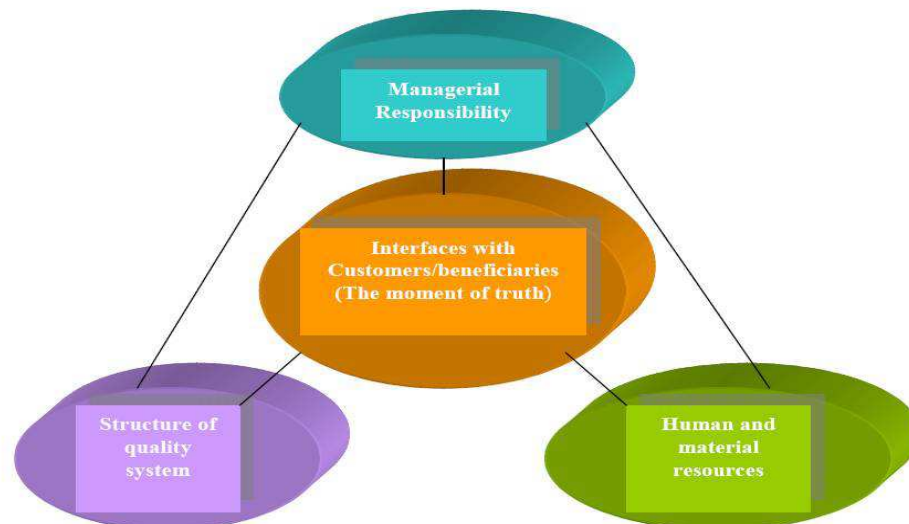 Managerial
Responsibility
Interfaces with
Customers/beneficiaries
(The moment of truth)
Structure of
quality
system
Human and
material
resources